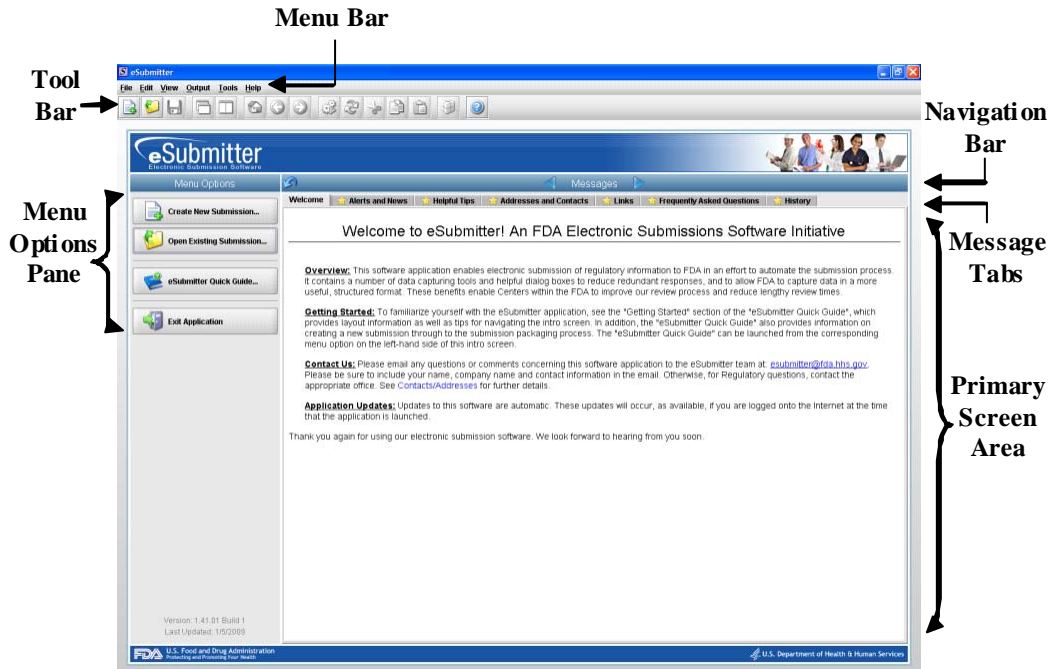 Menu Bar
Tool Bar
eSubmitter
File Edit View Output Tools Help
Navigation Bar
eSubmitter
Electronic Submission Software
Menu Options
Messages
Menu Options Pane
Welcome Alerts and News Helpful Tips Addresses and Contacts Links Frequently Asked Questions History
Message Tabs
Create New Submission...
Open Existing Submission...
eSubmitter Quick Guide...
Exit Application
Welcome to eSubmitter! An FDA Electronic Submissions Software Initiative
Overview: This software application enables electronic submission of regulatory information to FDA in an effort to automate the submission process.
It contains a number of data capturing tools and helpful dialog boxes to reduce redundant responses, and to allow FDA to capture data in a more
useful, structured format. These benefits enable Centers within the FDA to improve our review process and reduce lengthy review times.
Getting Started: To familiarize yourself with the eSubmitter application, see the "Getting Started" section of the "eSubmitter Quick Guide", which
provides layout information as well as tips for navigating the intro screen. In addition, the "eSubmitter Quick Guide" also provides information on
creating a new submission through to the submission packaging process. The "eSubmitter Quick Guide" can be launched from the corresponding
menu option on the left-hand side of this intro screen.
Contact Us: Please email any questions or comments concerning this software application to the eSubmitter team at: esubmitter@fda.hhs.gov.
Please be sure to include your name, company name and contact information in the email. Otherwise, for Regulatory questions, contact the
appropriate office. See Contacts/Addresses for further details.
Application Updates: Updates to this software are automatic. These updates will occur, as available, if you are logged onto the Internet at the time
that the application is launched.
Thank you again for using our electronic submission software. We look forward to hearing from you soon.
Primary Screen Area
Version: 1.41.01 Build 1
Last Updated: 1/5/2009
FDA U.S. Food and Drug Administration
Protecting and Promoting Your Health
U.S. Department of Health & Human Services